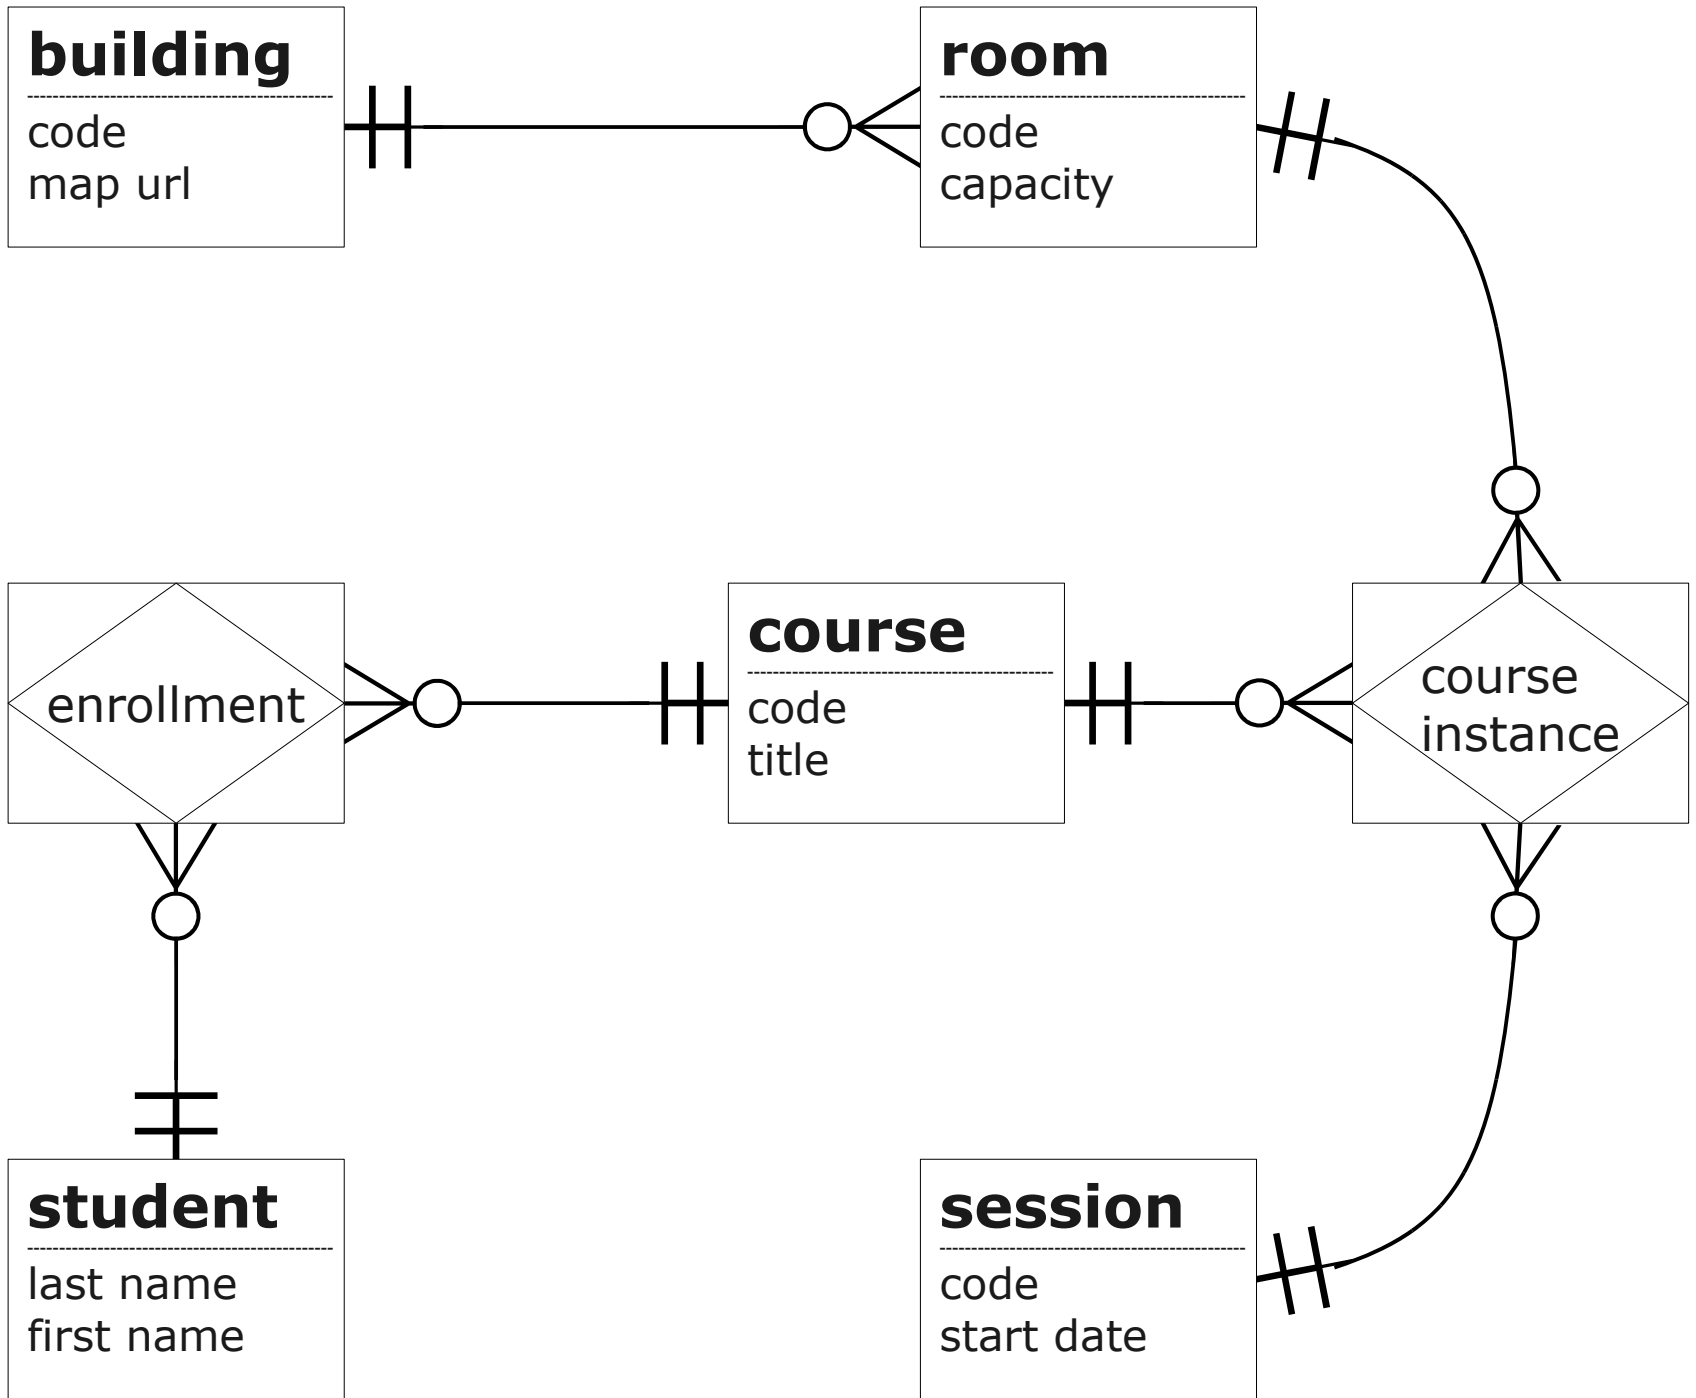 building
code
map url
room
code
capacity
enrollment
course
code
title
course
instance
student
last name
first name
session
code
start date